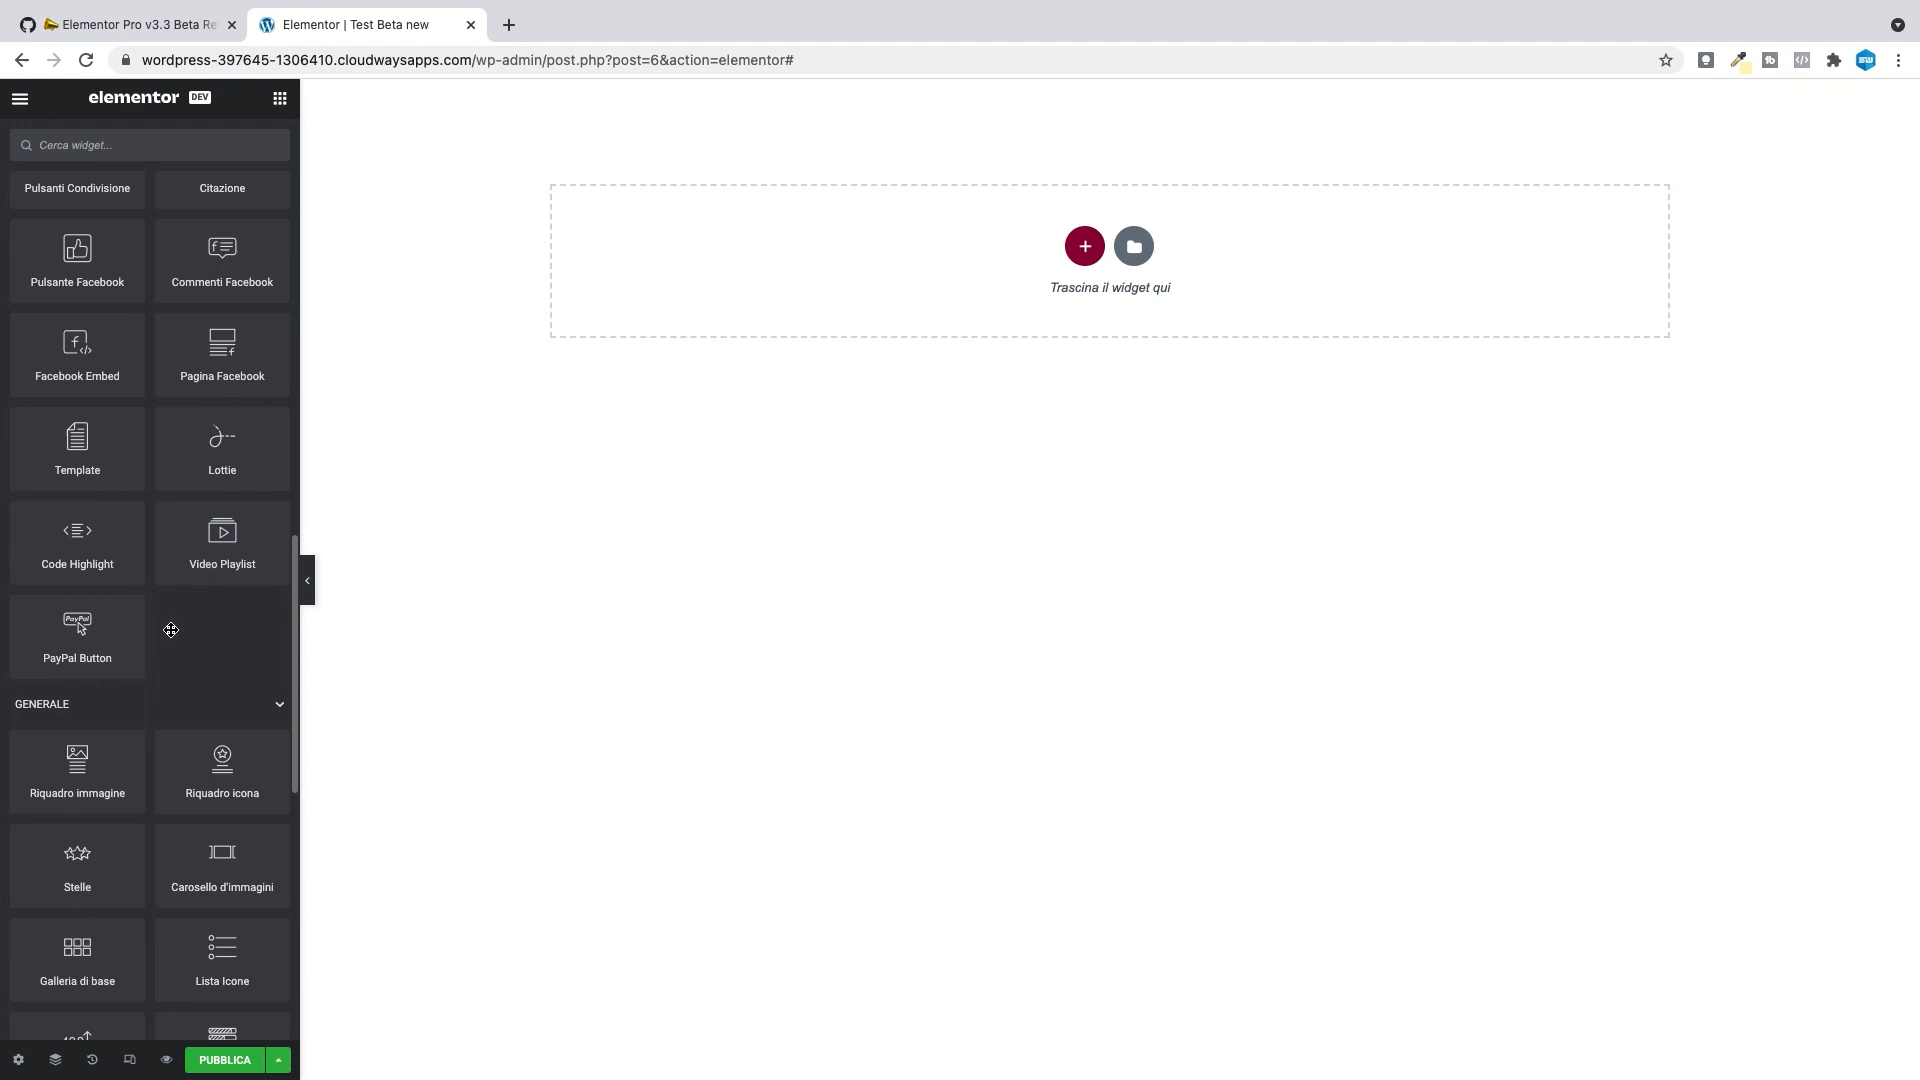 Elementor Pro v3.3 Beta Re
Elementor | Test Beta new
wordpress-397645-1306410.cloudwaysapps.com/wp-admin/post.php?post=6&action=elementor#
elementor DEV
Cerca widget...
Pulsanti Condivisione
Citazione
Pulsante Facebook
Commenti Facebook
Facebook Embed
Pagina Facebook
Template
Lottie
Code Highlight
Video Playlist
PayPal
PayPal Button
GENERALE
Riquadro immagine
Riquadro icona
Stelle
Carosello d'immagini
Galleria di base
Lista Icone
PUBBLICA
Trascina il widget qui